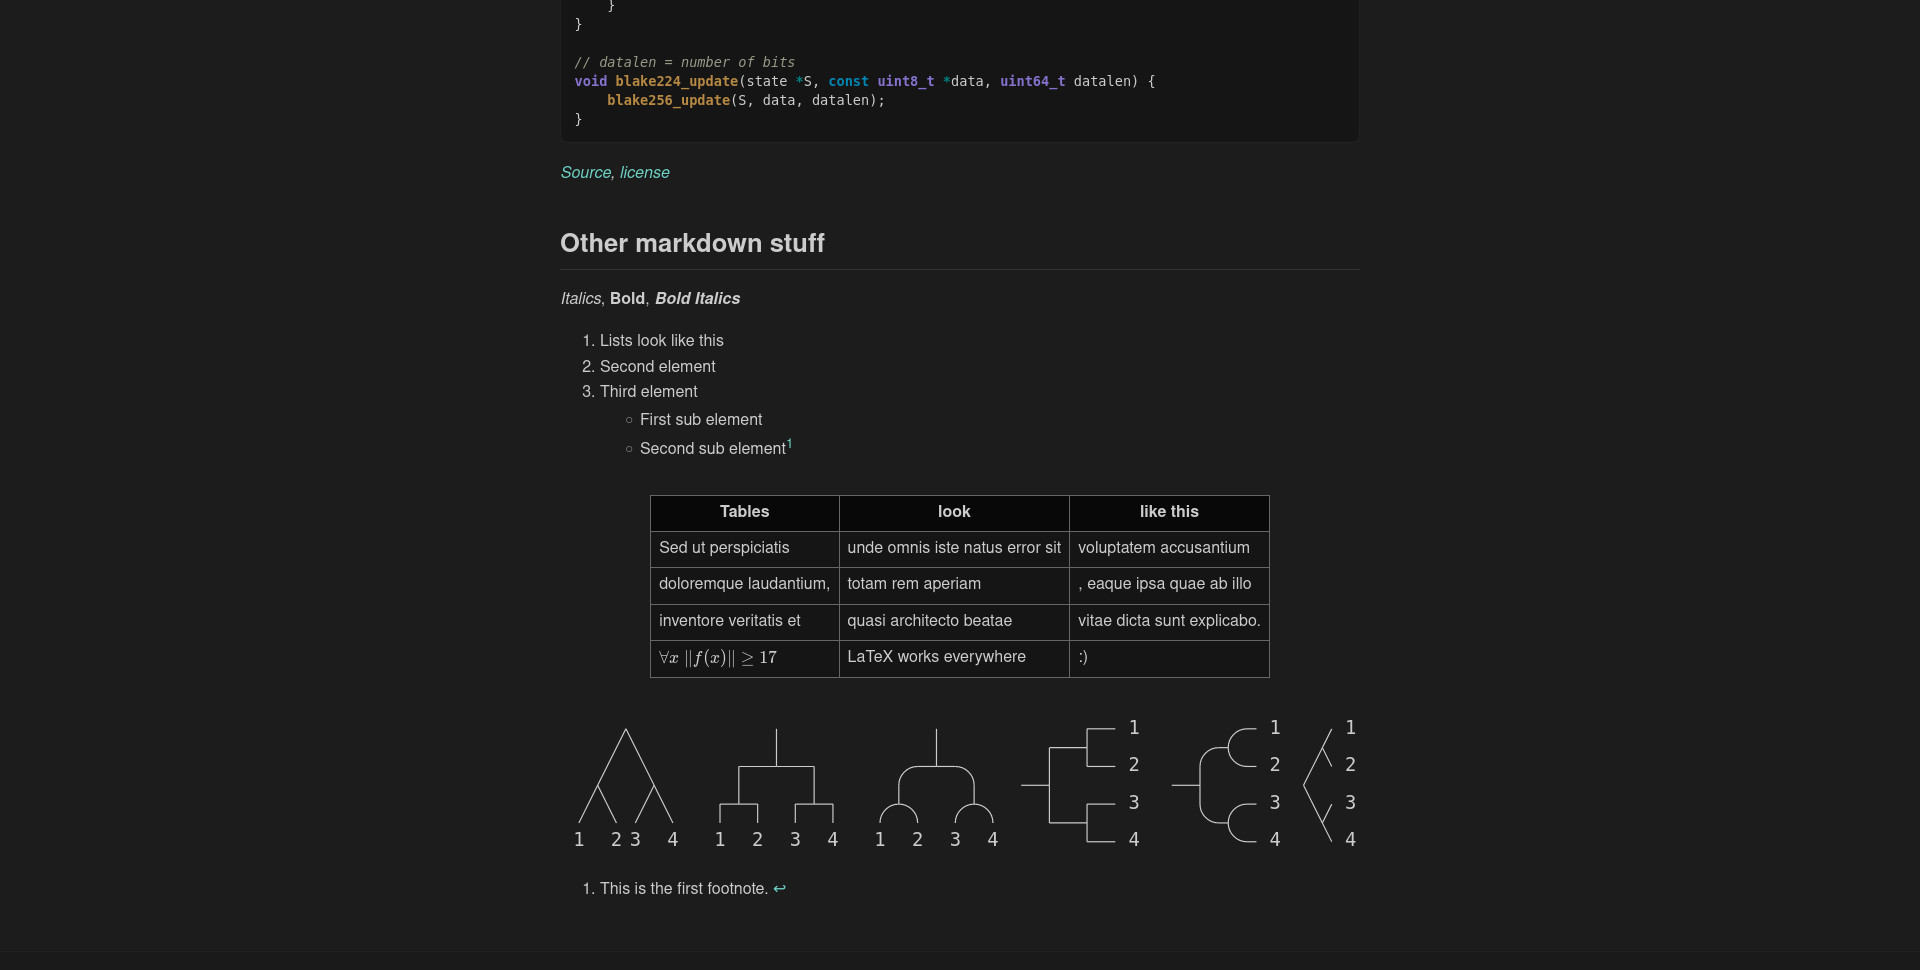 }
}
// datalen = number of bits
void blake224_update(state *S, const uint8_t *data, uint64_t datalen) {
    blake256_update(S, data, datalen);
}
Source, license
Other markdown stuff
Italics, Bold, Bold Italics
1. Lists look like this
2. Second element
3. Third element
○ First sub element
○ Second sub element1
Tables look like this
Sed ut perspiciatis unde omnis iste natus error sit voluptatem accusantium
doloremque laudantium, totam rem aperiam , eaque ipsa quae ab illo
inventore veritatis et quasi architecto beatae vitae dicta sunt explicabo.
∀x ||f(x)|| ≥ 17 LaTeX works everywhere :)
1 2 3 4
1 2 3 4
1 2 3 4
1
2
3
4
1
2
3
4
1
2
3
4
1. This is the first footnote. ↩